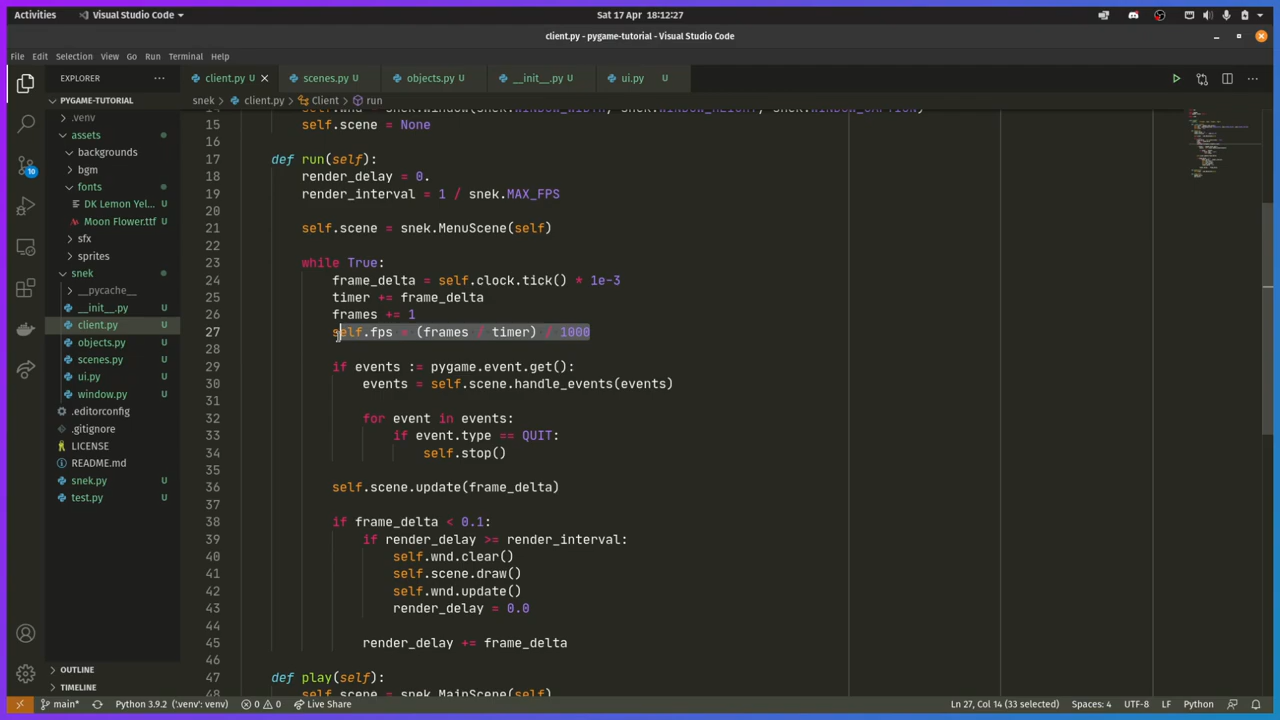 Activities
Visual Studio Code
Sat 17 Apr 18:12:27
client.py - pygame-tutorial - Visual Studio Code
File Edit Selection View Go Run Terminal Help
EXPLORER
client.py U
scenes.py U
objects.py U
__init__.py U
ui.py U
PYGAME-TUTORIAL
snek > client.py > Client > run
.venv
assets
backgrounds
bgm
fonts
DK Lemon Yel... U
Moon Flower.ttf U
sfx
sprites
snek
__pycache__
__init__.py U
client.py U
objects.py U
scenes.py U
ui.py U
window.py U
.editorconfig
.gitignore
LICENSE
README.md
snek.py U
test.py U
OUTLINE
TIMELINE
10
15 self.scene = None
16
17 def run(self):
18 render_delay = 0.
19 render_interval = 1 / snek.MAX_FPS
20
21 self.scene = snek.MenuScene(self)
22
23 while True:
24 frame_delta = self.clock.tick() * 1e-3
25 timer += frame_delta
26 frames += 1
27 self.fps = (frames / timer) / 1000
28
29 if events := pygame.event.get():
30 events = self.scene.handle_events(events)
31
32 for event in events:
33 if event.type == QUIT:
34 self.stop()
35
36 self.scene.update(frame_delta)
37
38 if frame_delta < 0.1:
39 if render_delay >= render_interval:
40 self.wnd.clear()
41 self.scene.draw()
42 self.wnd.update()
43 render_delay = 0.0
44
45 render_delay += frame_delta
46
47 def play(self):
48 self.scene = snek.MainScene(self)
main* Python 3.9.2 ('.venv': venv) 0 0 Live Share Ln 27, Col 14 (33 selected) Spaces: 4 UTF-8 LF Python